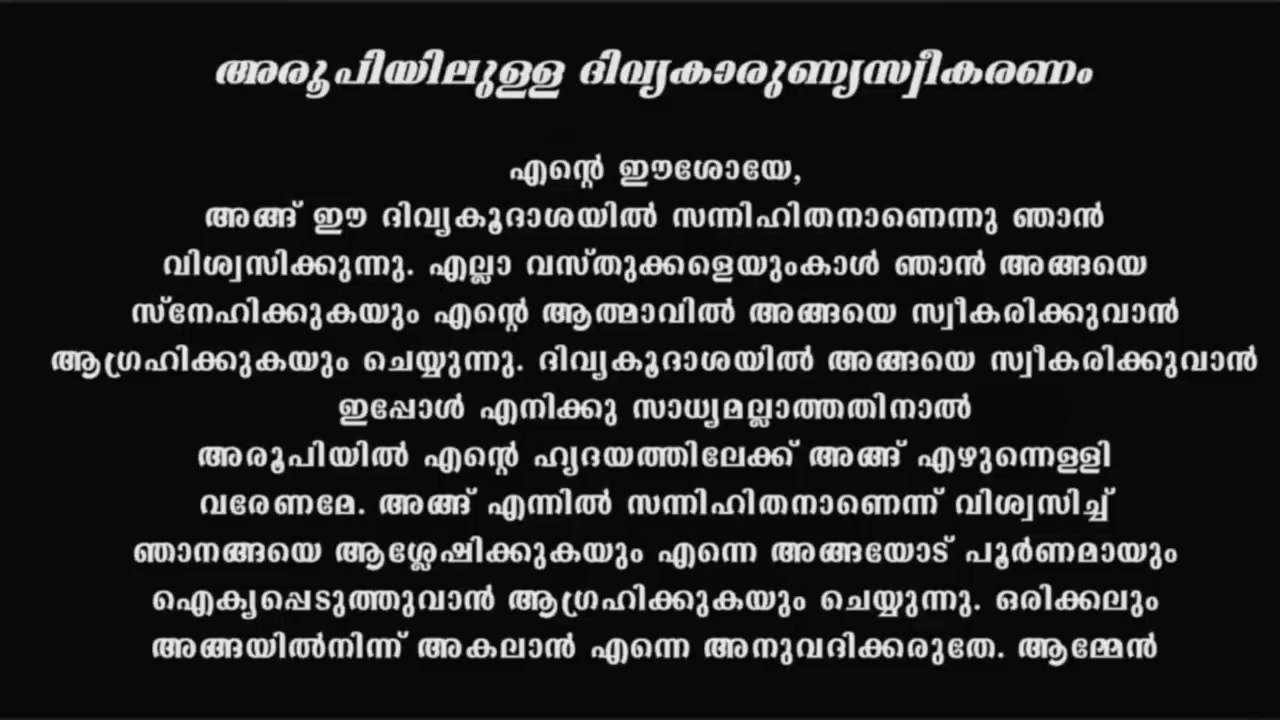 അരൂപിയിലുള്ള ദിവ്യകാരുണ്യസ്വീകരണം
എന്റെ ഈശോയേ,
അങ്ങ് ഈ ദിവ്യകൂദാശയിൽ സന്നിഹിതനാണെന്നു ഞാൻ
വിശ്വസിക്കുന്നു. എല്ലാ വസ്തുക്കളെയുംകാൾ ഞാൻ അങ്ങയെ
സ്നേഹിക്കുകയും എന്റെ ആത്മാവിൽ അങ്ങയെ സ്വീകരിക്കുവാൻ
ആഗ്രഹിക്കുകയും ചെയ്യുന്നു. ദിവ്യകൂദാശയിൽ അങ്ങയെ സ്വീകരിക്കുവാൻ
ഇപ്പോൾ എനിക്കു സാധ്യമല്ലാത്തതിനാൽ
അരൂപിയിൽ എന്റെ ഹൃദയത്തിലേക്ക് അങ്ങ് എഴുന്നെള്ളി
വരേണമേ. അങ്ങ് എന്നിൽ സന്നിഹിതനാണെന്ന് വിശ്വസിച്ച്
ഞാനങ്ങയെ ആശ്ലേഷിക്കുകയും എന്നെ അങ്ങയോട് പൂർണമായും
ഐക്യപ്പെടുത്തുവാൻ ആഗ്രഹിക്കുകയും ചെയ്യുന്നു. ഒരിക്കലും
അങ്ങയിൽനിന്ന് അകലാൻ എന്നെ അനുവദിക്കരുതേ. ആമ്മേൻ